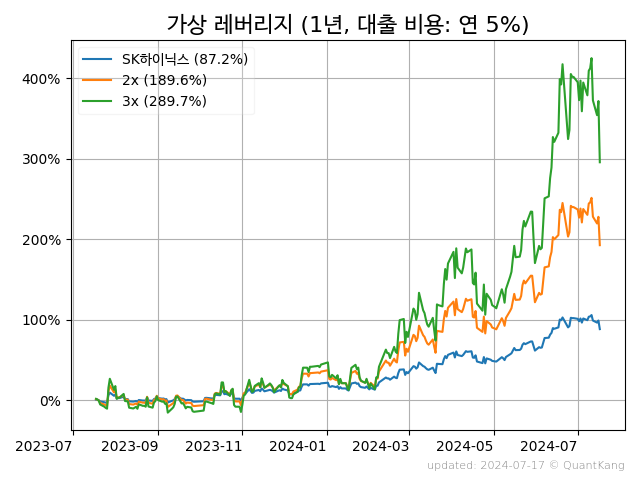 가상 레버리지 (1년, 대출 비용: 연 5%)
SK하이닉스 (87.2%)
2x (189.6%)
3x (289.7%)
400%
300%
200%
100%
0%
2023-07 2023-09 2023-11 2024-01 2024-03 2024-05 2024-07
updated: 2024-07-17 © QuantKang